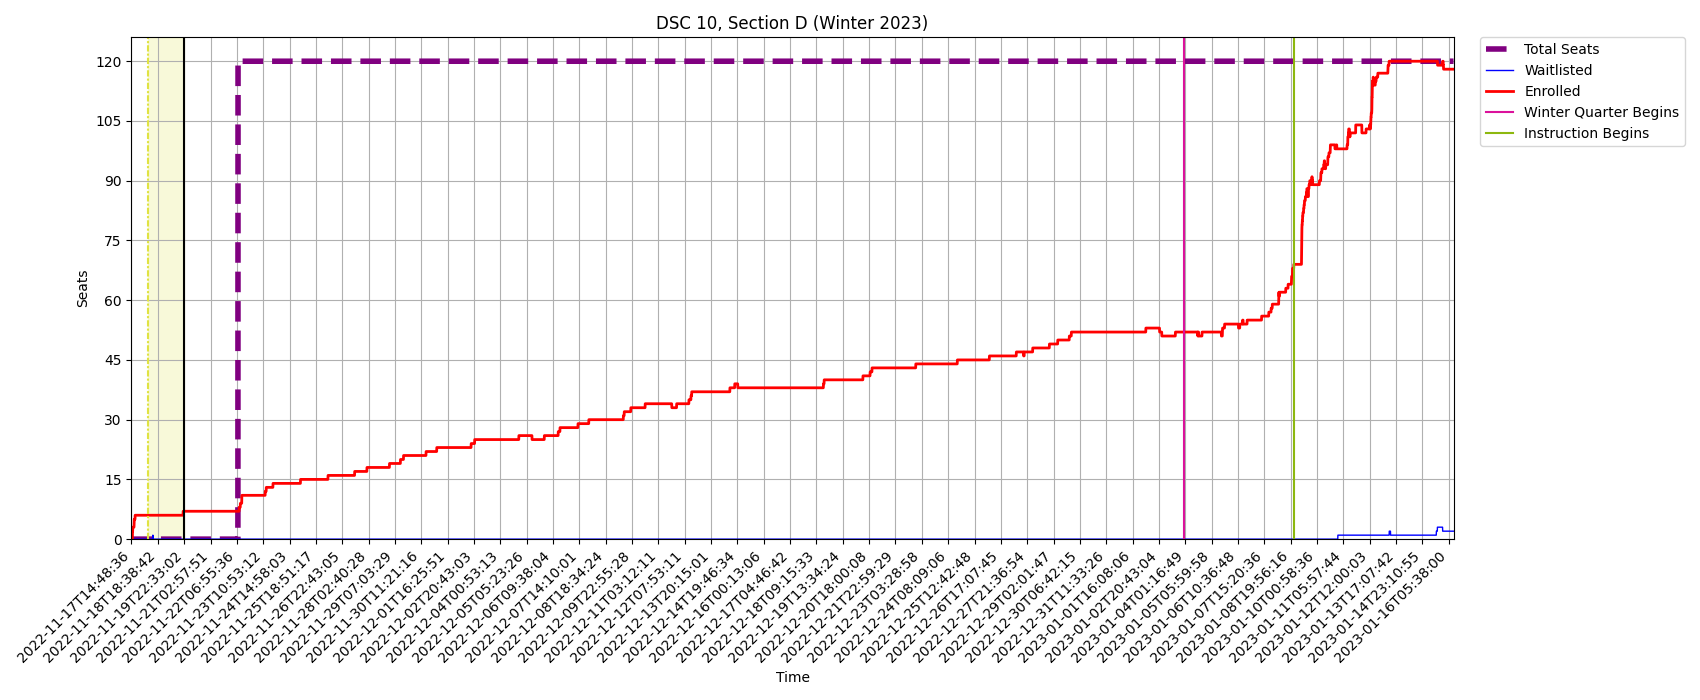 DSC 10, Section D (Winter 2023)
Total Seats
Waitlisted
Enrolled
Winter Quarter Begins
Instruction Begins
Seats
120
105
90
75
60
45
30
15
0
2022-11-17T14:48:36
2022-11-18T18:38:42
2022-11-19T22:33:02
2022-11-21T02:57:51
2022-11-22T06:55:36
2022-11-23T10:53:12
2022-11-24T14:58:03
2022-11-25T18:51:17
2022-11-26T22:43:05
2022-11-28T02:40:28
2022-11-29T07:03:29
2022-11-30T11:21:16
2022-12-01T16:25:51
2022-12-02T20:43:03
2022-12-04T00:53:13
2022-12-05T05:23:26
2022-12-06T09:38:04
2022-12-07T14:10:01
2022-12-08T18:34:24
2022-12-09T22:55:28
2022-12-11T03:12:11
2022-12-12T07:53:11
2022-12-13T20:15:01
2022-12-14T19:46:34
2022-12-16T00:13:06
2022-12-17T04:46:42
2022-12-18T09:15:33
2022-12-19T13:34:24
2022-12-20T18:00:08
2022-12-21T22:59:29
2022-12-23T03:28:58
2022-12-24T08:09:06
2022-12-25T12:42:48
2022-12-26T17:07:45
2022-12-27T21:36:54
2022-12-29T02:01:47
2022-12-30T06:42:15
2022-12-31T11:33:26
2023-01-01T16:08:06
2023-01-02T20:43:04
2023-01-04T01:16:49
2023-01-05T05:59:58
2023-01-06T10:36:48
2023-01-07T15:20:36
2023-01-08T19:56:16
2023-01-10T00:58:36
2023-01-11T05:57:44
2023-01-12T12:00:03
2023-01-13T17:07:42
2023-01-14T23:10:55
2023-01-16T05:38:00
Time